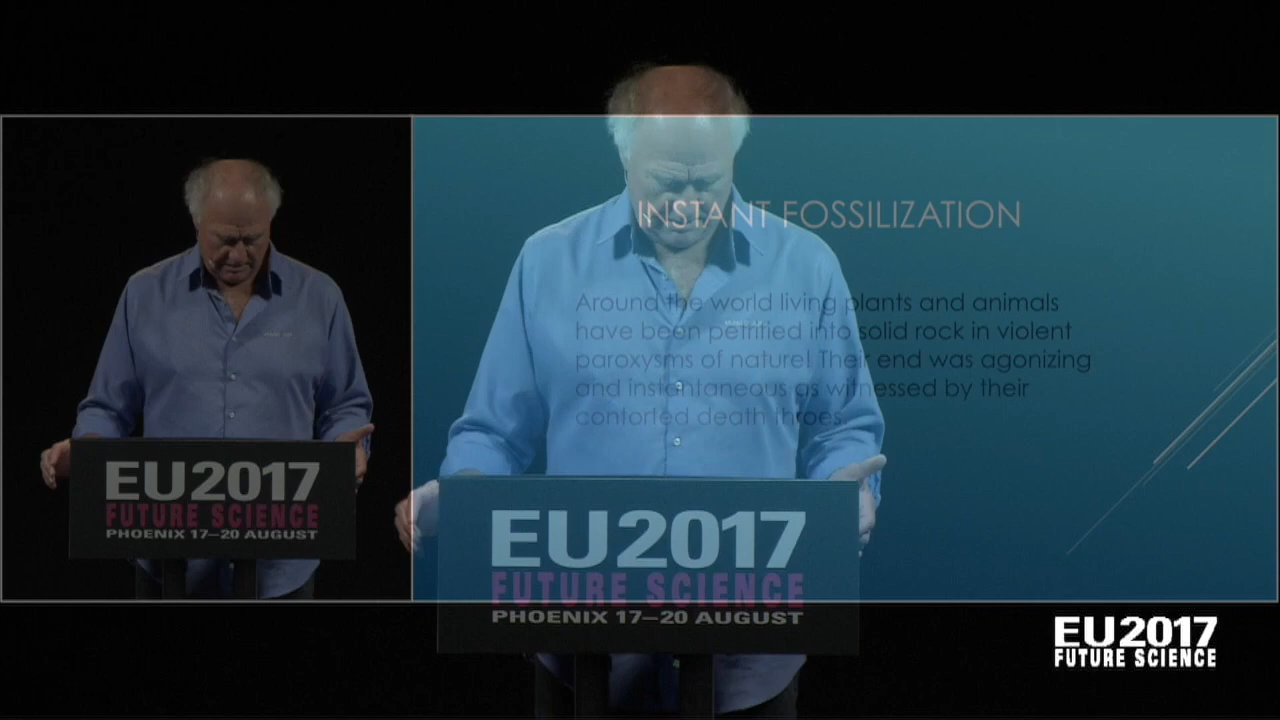 INSTANT FOSSILIZATION
Around the world living plants and animals
have been petrified into solid rock in violent
paroxysms of nature! Their end was agonizing
and instantaneous as witnessed by their
contorted death throes.
EU2017
FUTURE SCIENCE
PHOENIX 17–20 AUGUST
EU2017
FUTURE SCIENCE
PHOENIX 17–20 AUGUST
EU2017
FUTURE SCIENCE